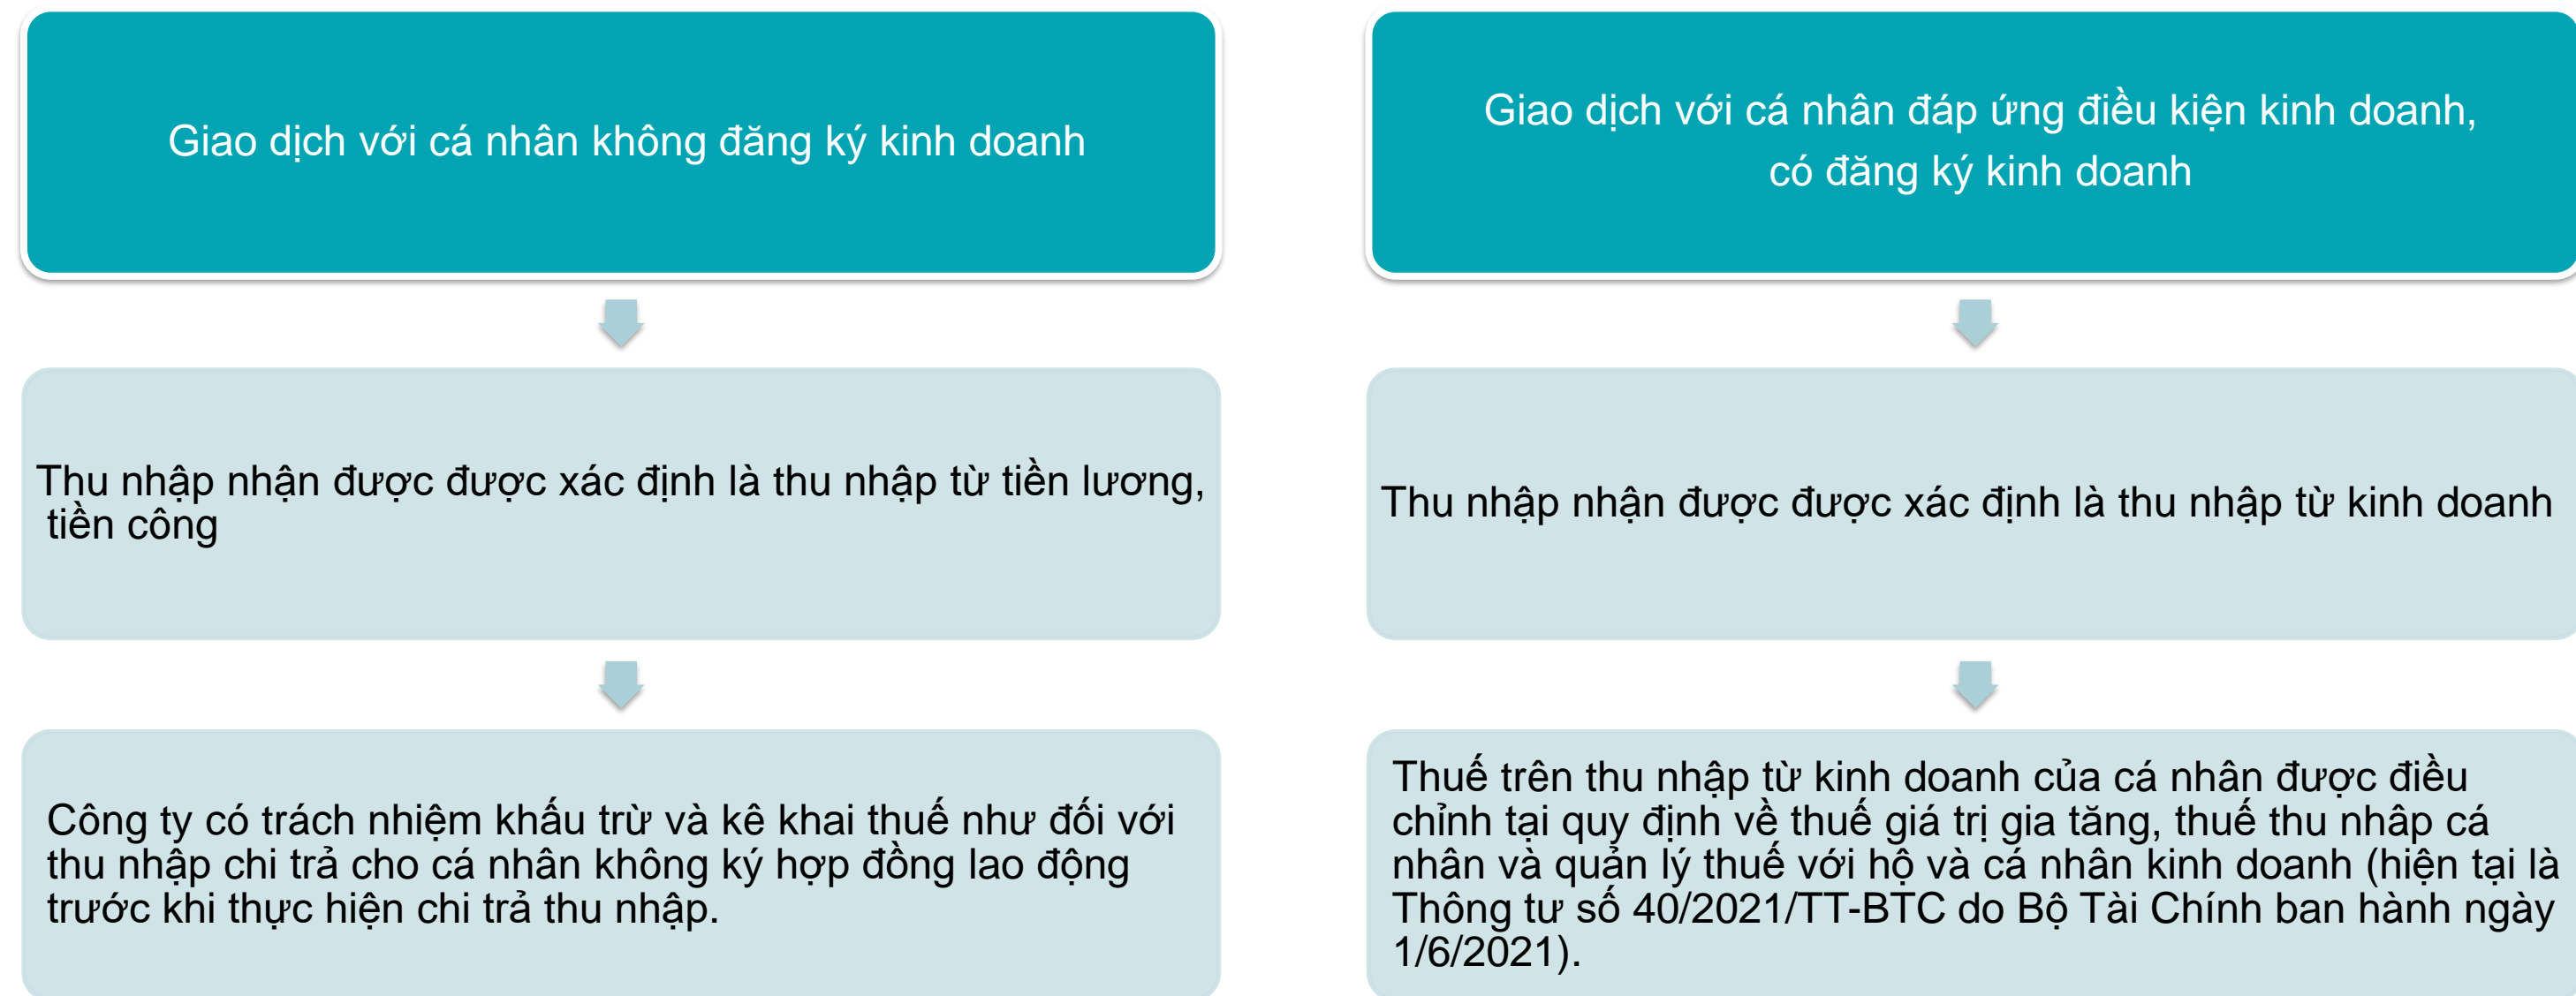 Giao dịch với cá nhân không đăng ký kinh doanh
Thu nhập nhận được được xác định là thu nhập từ tiền lương,
tiền công
Công ty có trách nhiệm khấu trừ và kê khai thuế như đối với
thu nhập chi trả cho cá nhân không ký hợp đồng lao động
trước khi thực hiện chi trả thu nhập.
Giao dịch với cá nhân đáp ứng điều kiện kinh doanh,
có đăng ký kinh doanh
Thu nhập nhận được được xác định là thu nhập từ kinh doanh
Thuế trên thu nhập từ kinh doanh của cá nhân được điều
chỉnh tại quy định về thuế giá trị gia tăng, thuế thu nhập cá
nhân và quản lý thuế với hộ và cá nhân kinh doanh (hiện tại là
Thông tư số 40/2021/TT-BTC do Bộ Tài Chính ban hành ngày
1/6/2021).